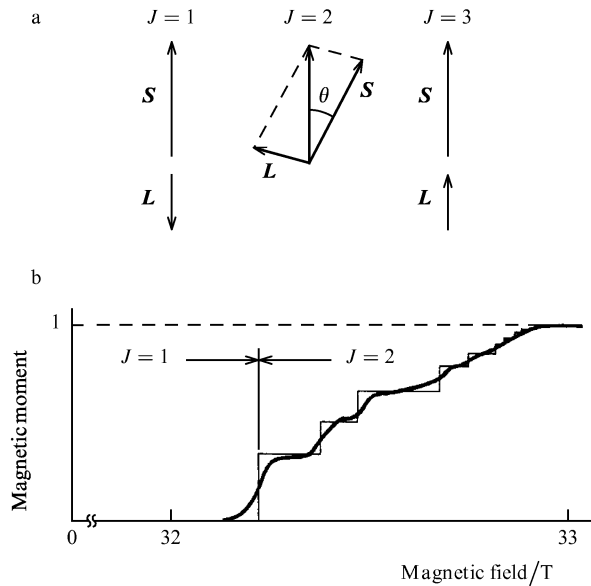 a
J = 1
J = 2
J = 3
S
θ
S
S
L
L
L
b
1
J = 1
J = 2
Magnetic moment
0
32
33
Magnetic field/T